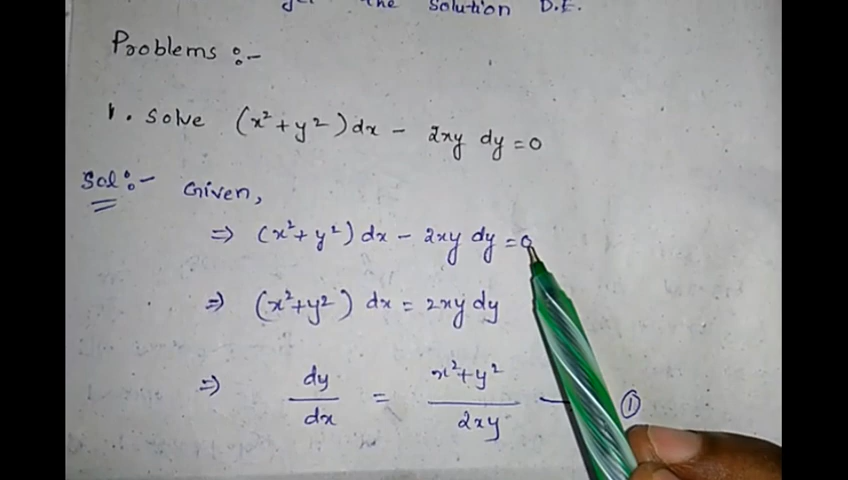 the solution D.E.
Problems :-
1. Solve (x² + y²) dx - 2xy dy = 0
Sol :- Given,
⇒ (x² + y²) dx - 2xy dy = 0
⇒ (x² + y²) dx = 2xy dy
⇒ dy/dx = x² + y² / 2xy — ①